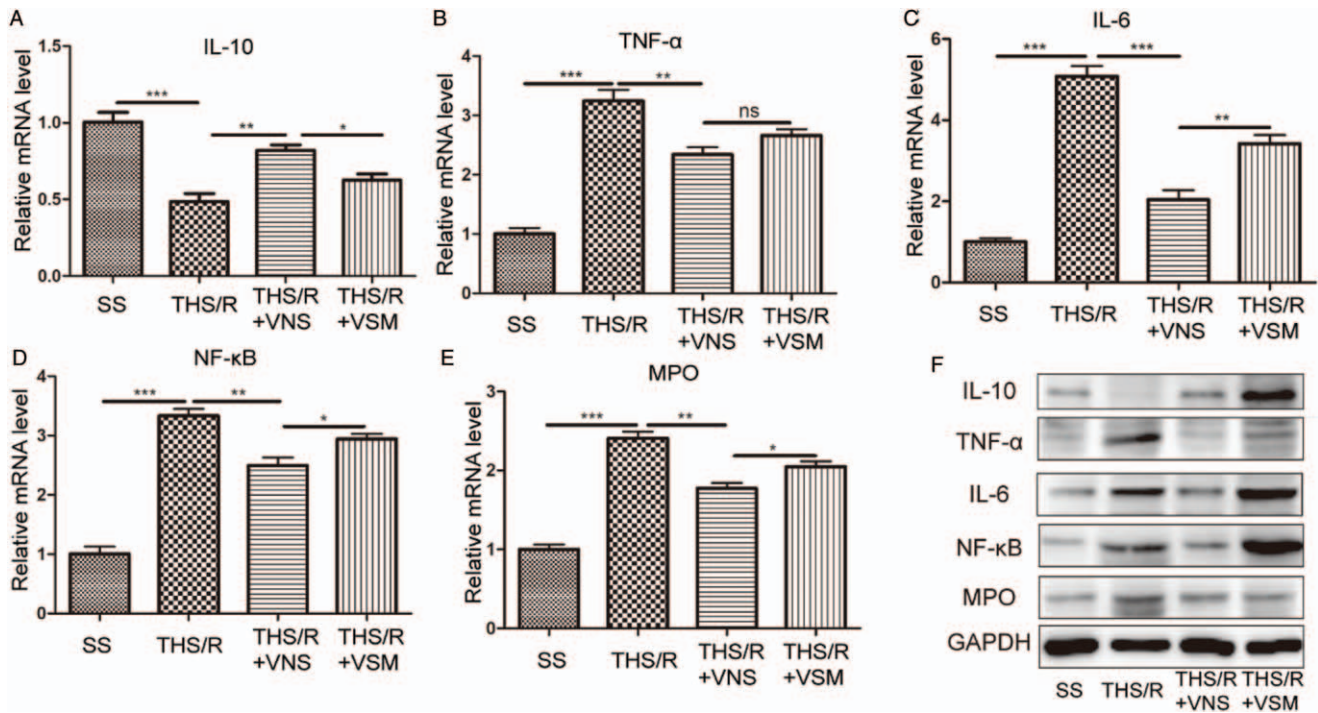 A
IL-10
Relative mRNA level
1.5
1.0
0.5
0.0
***
**
*
SS
THS/R
THS/R
+VNS
THS/R
+VSM
B
TNF-α
Relative mRNA level
4
3
2
1
0
***
**
ns
SS
THS/R
THS/R
+VNS
THS/R
+VSM
C
IL-6
Relative mRNA level
6
4
2
0
***
***
**
SS
THS/R
THS/R
+VNS
THS/R
+VSM
D
NF-κB
Relative mRNA level
4
3
2
1
0
***
**
*
SS
THS/R
THS/R
+VNS
THS/R
+VSM
E
MPO
Relative mRNA level
3
2
1
0
***
**
*
SS
THS/R
THS/R
+VNS
THS/R
+VSM
F
IL-10
TNF-α
IL-6
NF-κB
MPO
GAPDH
SS
THS/R
THS/R
+VNS
THS/R
+VSM